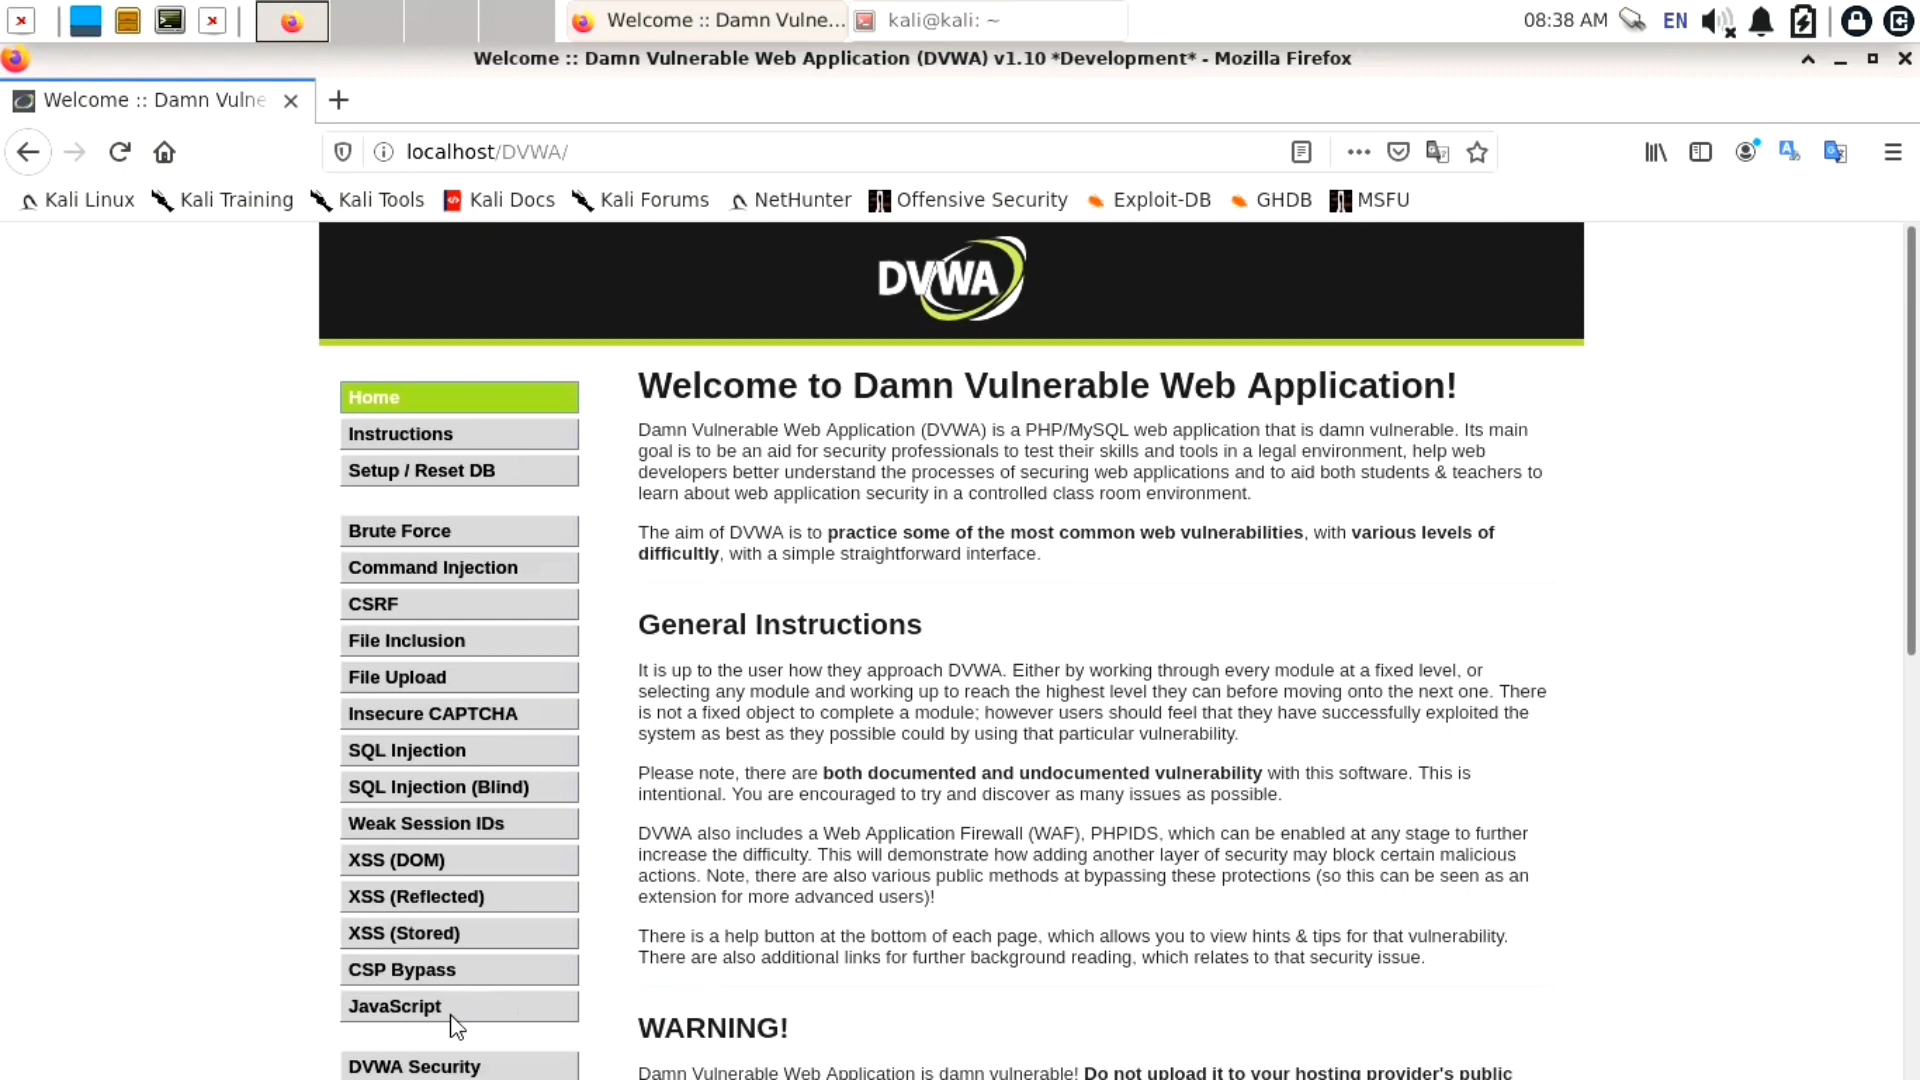 Welcome :: Damn Vulne...
kali@kali: ~
08:38 AM
EN
Welcome :: Damn Vulnerable Web Application (DVWA) v1.10 *Development* - Mozilla Firefox
Welcome :: Damn Vulne
localhost/DVWA/
Kali Linux
Kali Training
Kali Tools
Kali Docs
Kali Forums
NetHunter
Offensive Security
Exploit-DB
GHDB
MSFU
DVWA
Home
Instructions
Setup / Reset DB
Brute Force
Command Injection
CSRF
File Inclusion
File Upload
Insecure CAPTCHA
SQL Injection
SQL Injection (Blind)
Weak Session IDs
XSS (DOM)
XSS (Reflected)
XSS (Stored)
CSP Bypass
JavaScript
DVWA Security
Welcome to Damn Vulnerable Web Application!
Damn Vulnerable Web Application (DVWA) is a PHP/MySQL web application that is damn vulnerable. Its main
goal is to be an aid for security professionals to test their skills and tools in a legal environment, help web
developers better understand the processes of securing web applications and to aid both students & teachers to
learn about web application security in a controlled class room environment.
The aim of DVWA is to practice some of the most common web vulnerabilities, with various levels of
difficultly, with a simple straightforward interface.
General Instructions
It is up to the user how they approach DVWA. Either by working through every module at a fixed level, or
selecting any module and working up to reach the highest level they can before moving onto the next one. There
is not a fixed object to complete a module; however users should feel that they have successfully exploited the
system as best as they possible could by using that particular vulnerability.
Please note, there are both documented and undocumented vulnerability with this software. This is
intentional. You are encouraged to try and discover as many issues as possible.
DVWA also includes a Web Application Firewall (WAF), PHPIDS, which can be enabled at any stage to further
increase the difficulty. This will demonstrate how adding another layer of security may block certain malicious
actions. Note, there are also various public methods at bypassing these protections (so this can be seen as an
extension for more advanced users)!
There is a help button at the bottom of each page, which allows you to view hints & tips for that vulnerability.
There are also additional links for further background reading, which relates to that security issue.
WARNING!
Damn Vulnerable Web Application is damn vulnerable! Do not upload it to your hosting provider's public